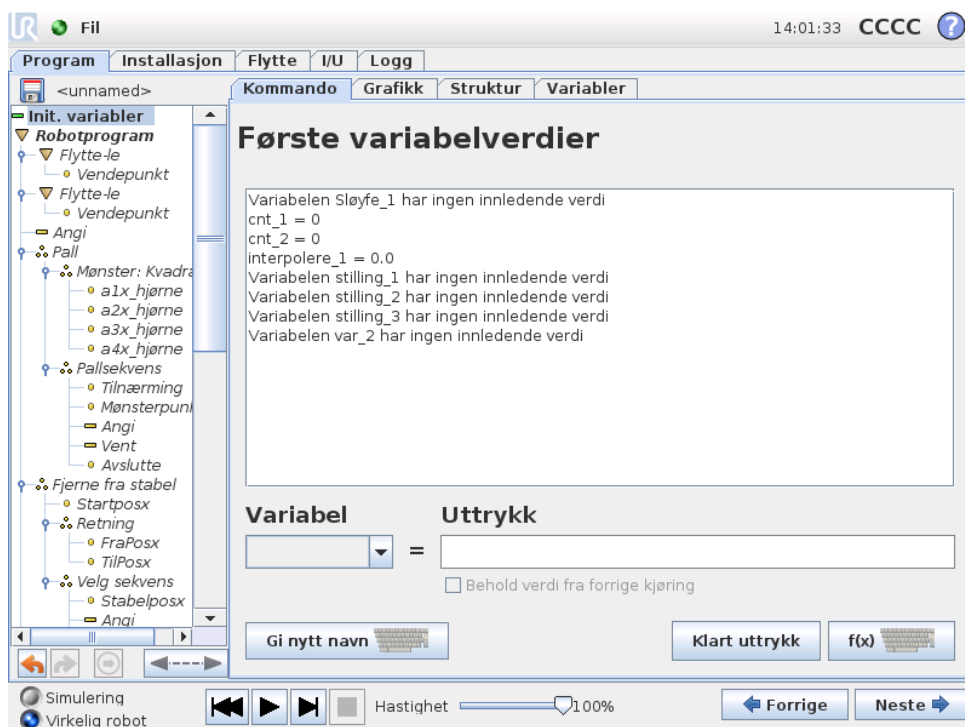 UR Fil 14:01:33 CCCC ?
Program Installasjon Flytte I/U Logg
<unnamed>
Kommando Grafikk Struktur Variabler
Init. variabler
Robotprogram
Flytte-le
Vendepunkt
Flytte-le
Vendepunkt
Angi
Pall
Mønster: Kvadra
a1x_hjørne
a2x_hjørne
a3x_hjørne
a4x_hjørne
Pallsekvens
Tilnærming
Mønsterpunk
Angi
Vent
Avslutte
Fjerne fra stabel
Startposx
Retning
FraPosx
TilPosx
Velg sekvens
Stabelposx
Angi
Første variabelverdier
Variabelen Sløyfe_1 har ingen innledende verdi
cnt_1 = 0
cnt_2 = 0
interpolere_1 = 0.0
Variabelen stilling_1 har ingen innledende verdi
Variabelen stilling_2 har ingen innledende verdi
Variabelen stilling_3 har ingen innledende verdi
Variabelen var_2 har ingen innledende verdi
Variabel Uttrykk
=
Behold verdi fra forrige kjøring
Gi nytt navn Klart uttrykk f(x)
Simulering
Virkelig robot
Hastighet 100%
Forrige Neste